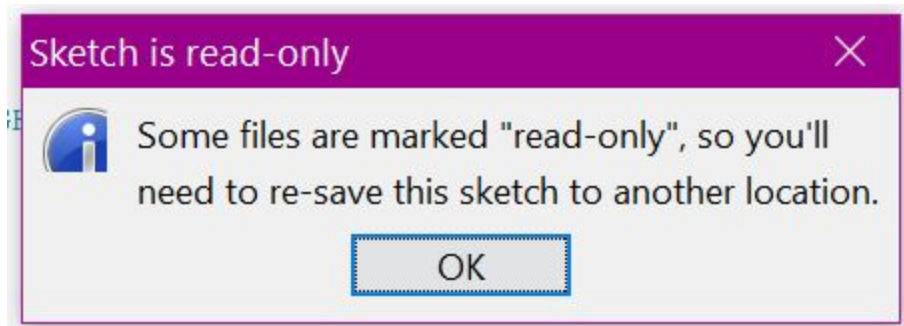 Sketch is read-only
Some files are marked "read-only", so you'll
need to re-save this sketch to another location.
OK